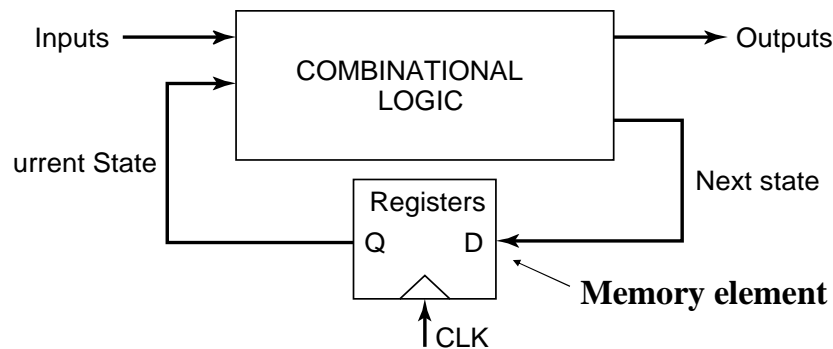 Inputs
Outputs
COMBINATIONAL
LOGIC
urrent State
Next state
Registers
Q D
Memory element
CLK